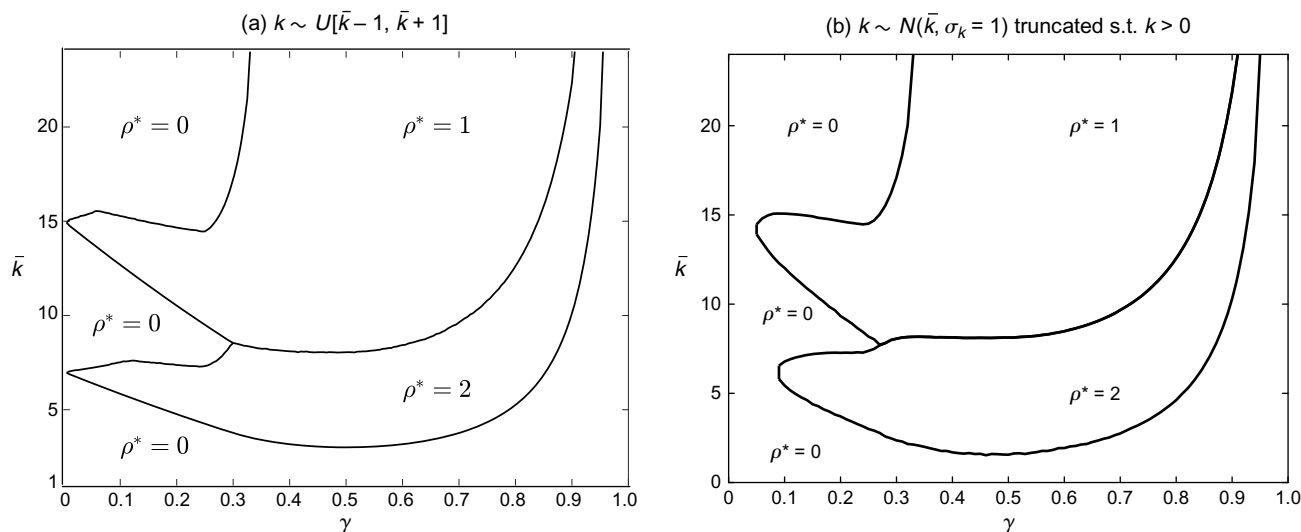 (a) k ~ U[k̄ – 1, k̄ + 1]
ρ* = 0
ρ* = 1
ρ* = 0
ρ* = 2
ρ* = 0
20
15
10
5
1
k̄
0 0.1 0.2 0.3 0.4 0.5 0.6 0.7 0.8 0.9 1.0
γ
(b) k ~ N(k̄, σk = 1) truncated s.t. k > 0
ρ* = 0
ρ* = 1
ρ* = 0
ρ* = 2
ρ* = 0
20
15
10
5
0
k̄
0 0.1 0.2 0.3 0.4 0.5 0.6 0.7 0.8 0.9 1.0
γ